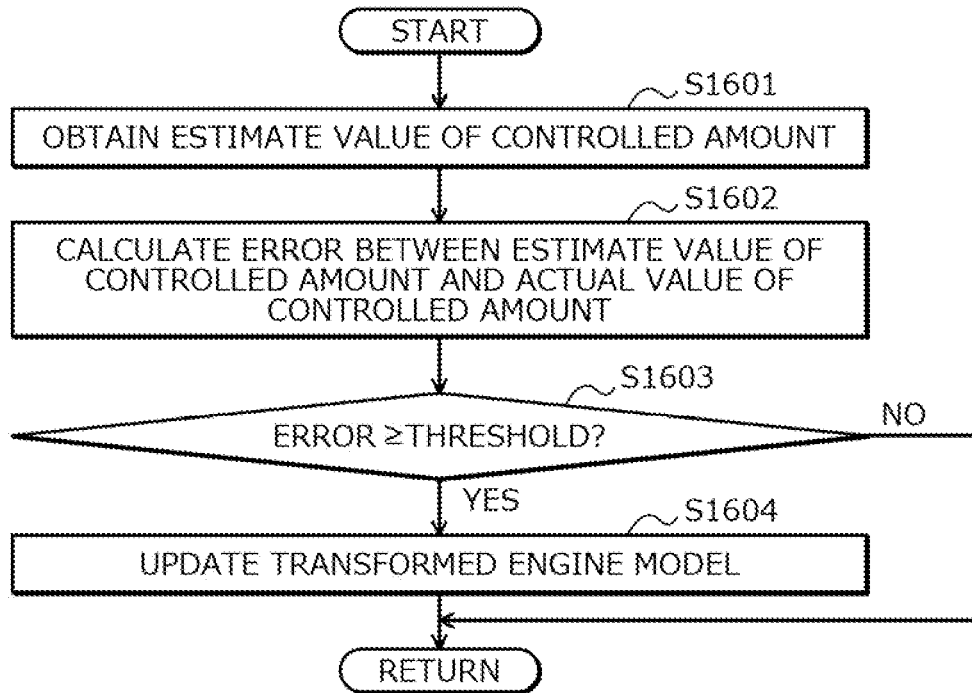 START
S1601
OBTAIN ESTIMATE VALUE OF CONTROLLED AMOUNT
S1602
CALCULATE ERROR BETWEEN ESTIMATE VALUE OF
CONTROLLED AMOUNT AND ACTUAL VALUE OF
CONTROLLED AMOUNT
S1603
ERROR ≥THRESHOLD?
NO
YES
S1604
UPDATE TRANSFORMED ENGINE MODEL
RETURN